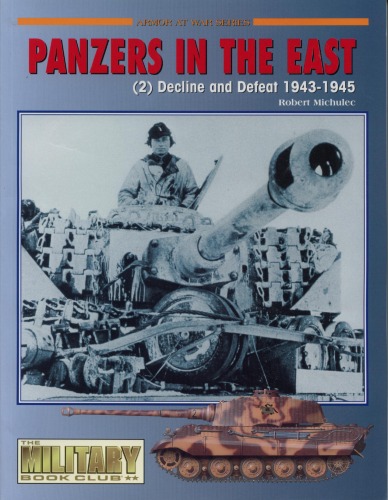 ARMOR AT WAR SERIES
PANZERS IN THE EAST
(2) Decline and Defeat 1943-1945
Robert Michulec
THE
MILITARY
BOOK CLUB★★